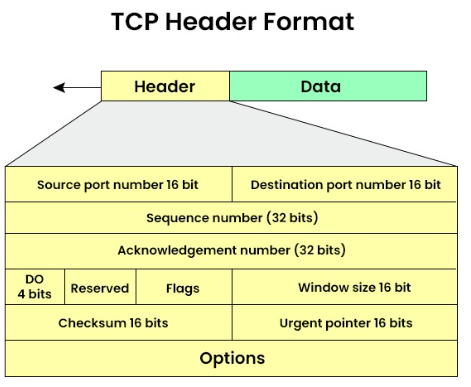 TCP Header Format
Header Data
Source port number 16 bit Destination port number 16 bit
Sequence number (32 bits)
Acknowledgement number (32 bits)
DO
4 bits Reserved Flags Window size 16 bit
Checksum 16 bits Urgent pointer 16 bits
Options